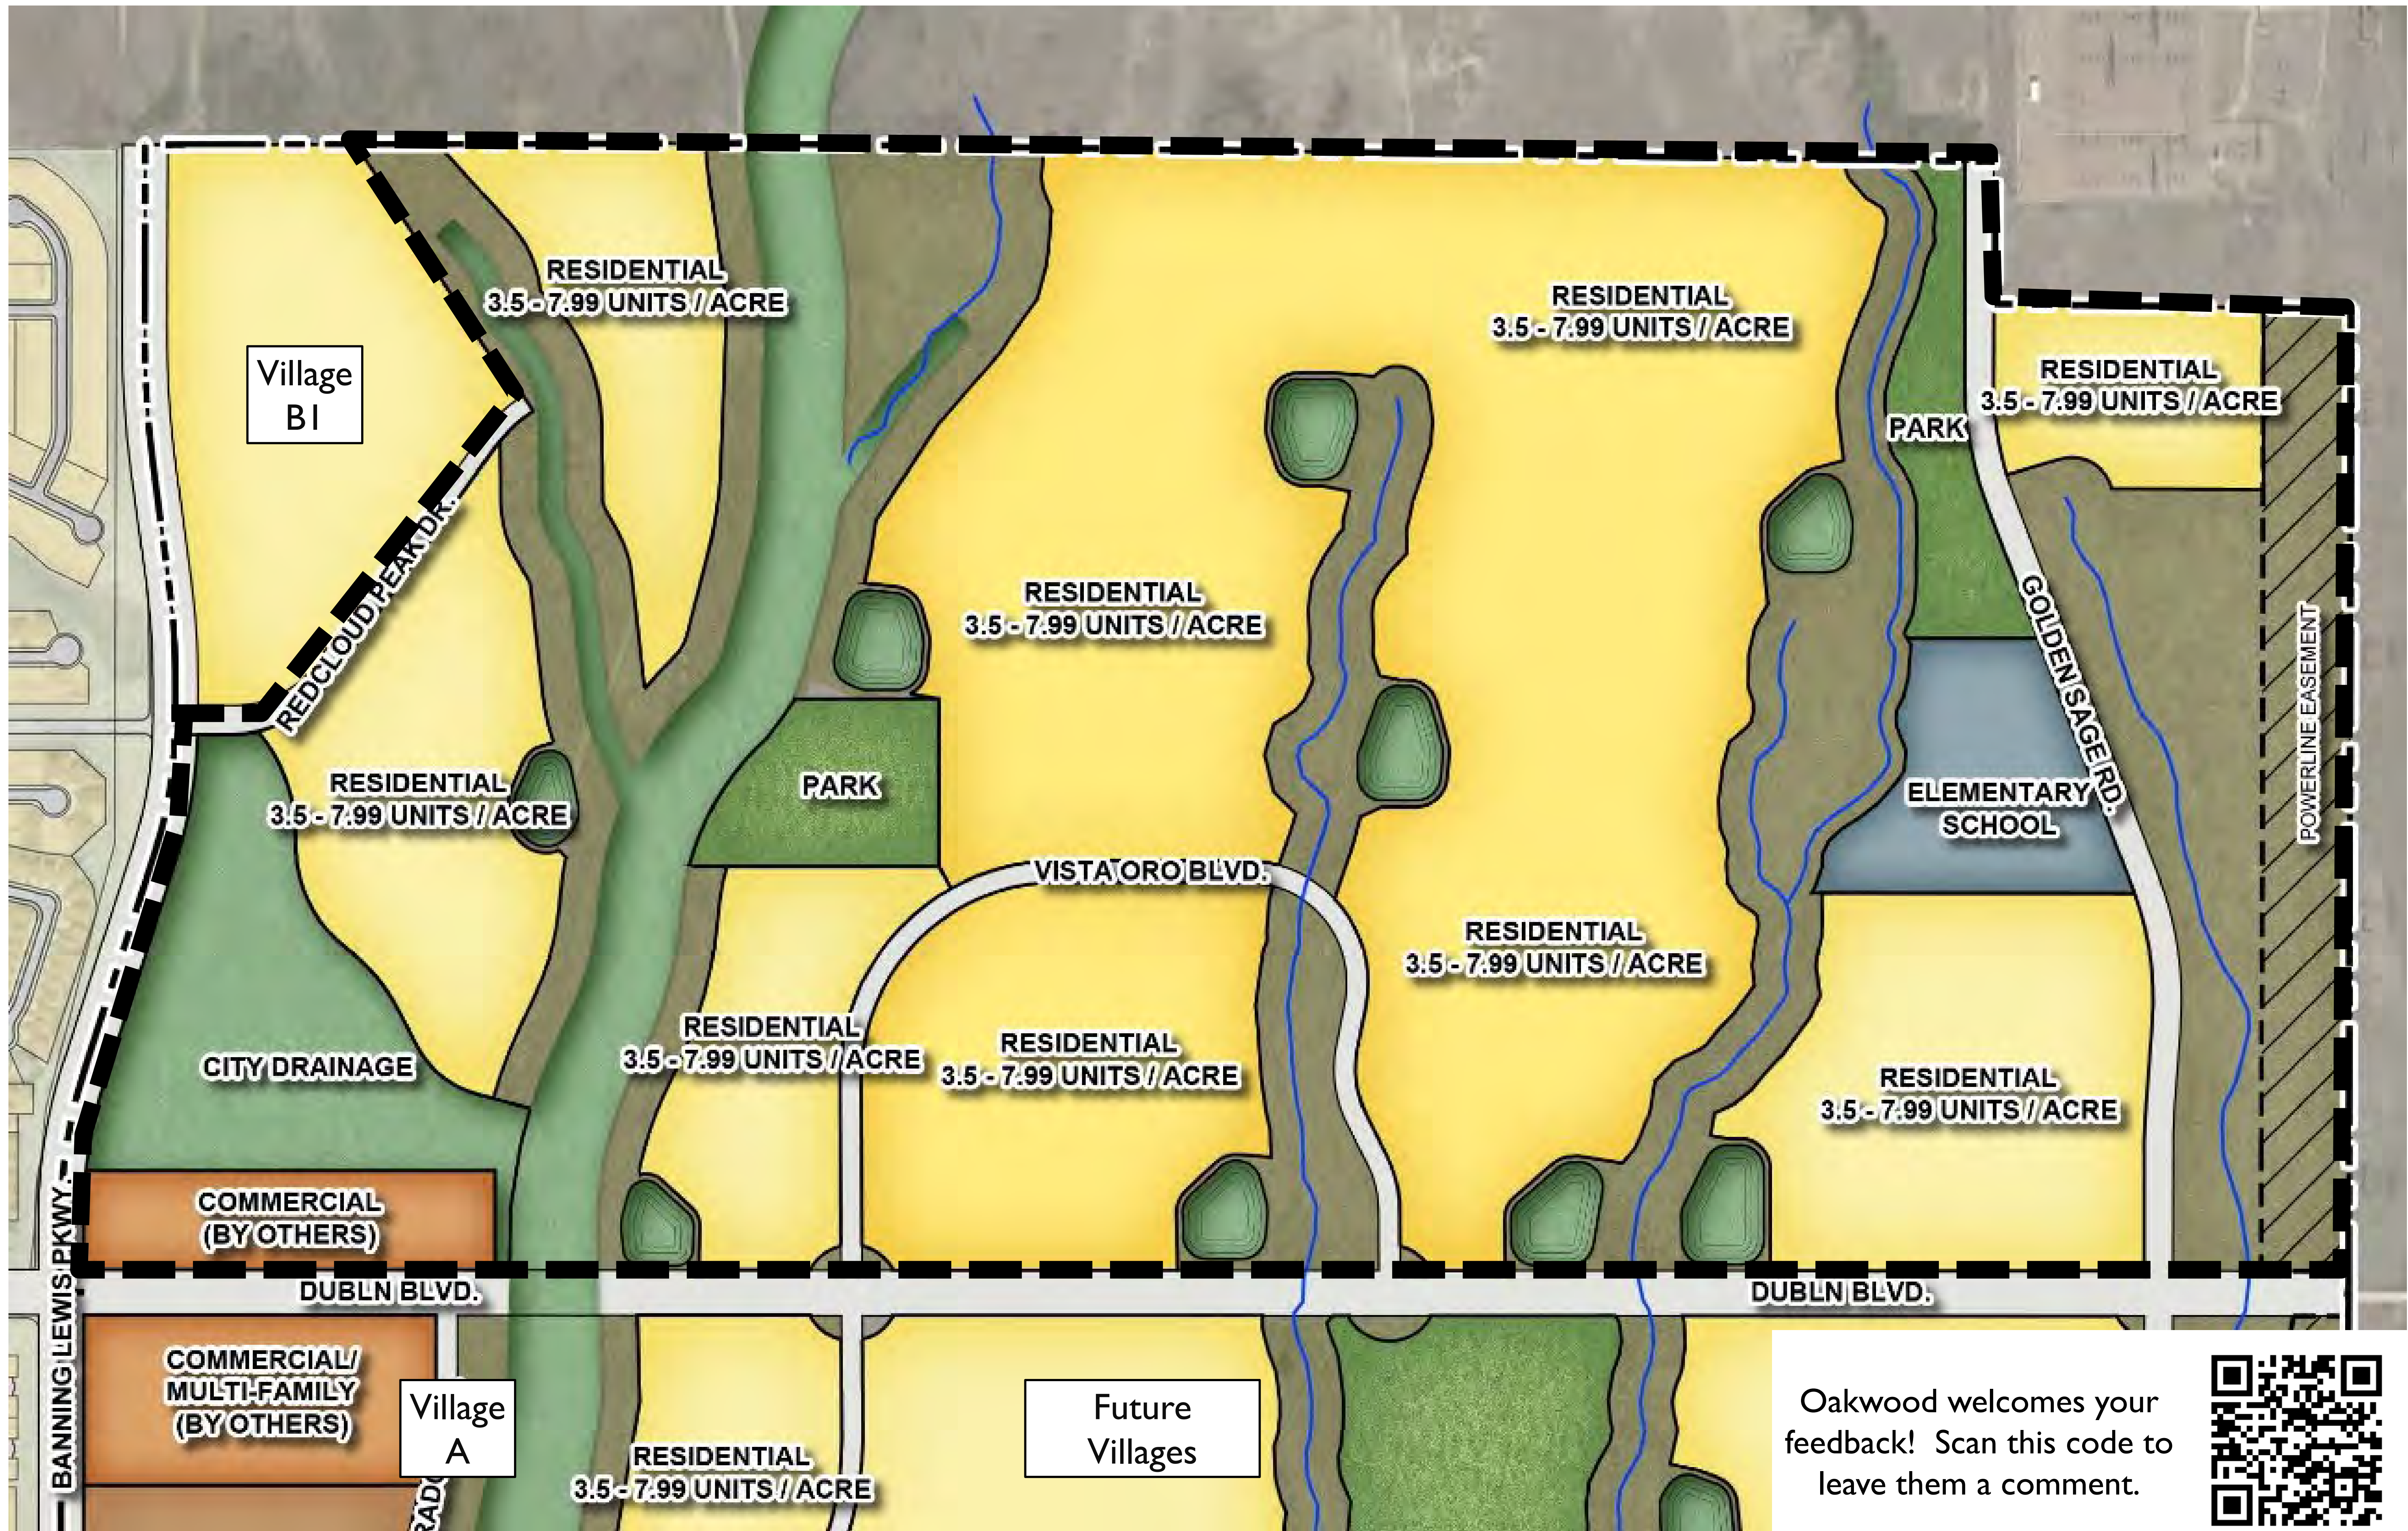 RESIDENTIAL
3.5 - 7.99 UNITS / ACRE
RESIDENTIAL
3.5 - 7.99 UNITS / ACRE
Village
B1
RESIDENTIAL
3.5 - 7.99 UNITS / ACRE
PARK
REDCLOUD PEAK DR.
RESIDENTIAL
3.5 - 7.99 UNITS / ACRE
GOLDEN SAGE RD.
POWERLINE EASEMENT
RESIDENTIAL
3.5 - 7.99 UNITS / ACRE
PARK
ELEMENTARY
SCHOOL
VISTA ORO BLVD.
RESIDENTIAL
3.5 - 7.99 UNITS / ACRE
RESIDENTIAL
3.5 - 7.99 UNITS / ACRE
RESIDENTIAL
3.5 - 7.99 UNITS / ACRE
CITY DRAINAGE
RESIDENTIAL
3.5 - 7.99 UNITS / ACRE
COMMERCIAL
(BY OTHERS)
BANNING LEWIS PKWY.
DUBLN BLVD.
DUBLN BLVD.
COMMERCIAL/
MULTI-FAMILY
(BY OTHERS)
Village
A
Future
Villages
RESIDENTIAL
3.5 - 7.99 UNITS / ACRE
Oakwood welcomes your
feedback! Scan this code to
leave them a comment.